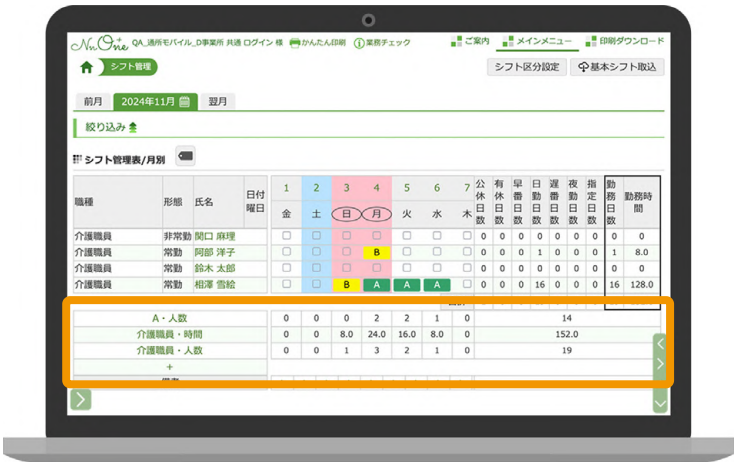 Nn One QA_通所モバイル_D事業所 共通 ログイン 様 かんたん印刷 業務チェック ご案内 メインメニュー 印刷ダウンロード
シフト管理 シフト区分設定 基本シフト取込
前月 2024年11月 翌月
絞り込み
シフト管理表/月別
職種 形態 氏名 日付 曜日 1 金 2 土 3 日 4 月 5 火 6 水 7 木 公休日数 有休日数 早番日数 日勤日数 遅番日数 夜勤日数 指定日数 勤務日数 勤務時間
介護職員 非常勤 関口 麻理 0 0 0 0 0 0 0 0 0
介護職員 常勤 阿部 洋子 B 0 0 0 1 0 0 0 1 8.0
介護職員 常勤 鈴木 太郎 0 0 0 0 0 0 0 0 0
介護職員 常勤 相澤 雪絵 B A A A 0 0 0 16 0 0 0 16 128.0
A・人数 0 0 0 2 2 1 0 14
介護職員・時間 0 0 8.0 24.0 16.0 8.0 0 152.0
介護職員・人数 0 0 1 3 2 1 0 19
+